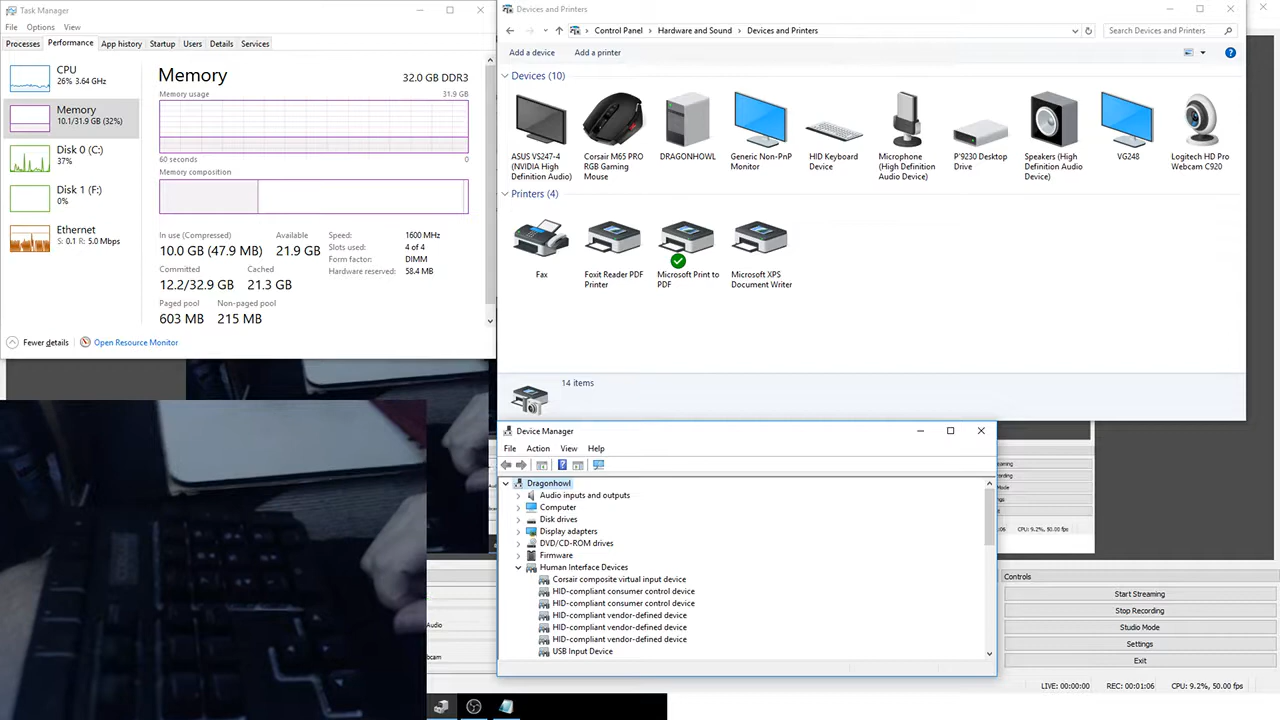 Task Manager
File Options View
Processes Performance App history Startup Users Details Services
CPU
26% 3.64 GHz
Memory
10.1/31.9 GB (32%)
Disk 0 (C:)
37%
Disk 1 (F:)
0%
Ethernet
S: 0.1 R: 5.0 Mbps
Memory
32.0 GB DDR3
Memory usage
31.9 GB
60 seconds
0
Memory composition
In use (Compressed)
10.0 GB (47.9 MB)
Available
21.9 GB
Committed
12.2/32.9 GB
Cached
21.3 GB
Paged pool
603 MB
Non-paged pool
215 MB
Speed: 1600 MHz
Slots used: 4 of 4
Form factor: DIMM
Hardware reserved: 58.4 MB
Fewer details Open Resource Monitor
Devices and Printers
Control Panel Hardware and Sound Devices and Printers
Search Devices and Printers
Add a device Add a printer
Devices (10)
ASUS VS247-4
(NVIDIA High
Definition Audio)
Corsair M65 PRO
RGB Gaming
Mouse
DRAGONHOWL
Generic Non-PnP
Monitor
HID Keyboard
Device
Microphone
(High Definition
Audio Device)
P'9230 Desktop
Drive
Speakers (High
Definition Audio
Device)
VG248
Logitech HD Pro
Webcam C920
Printers (4)
Fax
Foxit Reader PDF
Printer
Microsoft Print to
PDF
Microsoft XPS
Document Writer
14 items
Device Manager
File Action View Help
Dragonhowl
Audio inputs and outputs
Computer
Disk drives
Display adapters
DVD/CD-ROM drives
Firmware
Human Interface Devices
Corsair composite virtual input device
HID-compliant consumer control device
HID-compliant consumer control device
HID-compliant vendor-defined device
HID-compliant vendor-defined device
HID-compliant vendor-defined device
USB Input Device
CPU: 9.2%, 50.00 fps
Audio
Controls
Start Streaming
Stop Recording
Studio Mode
Settings
Exit
LIVE: 00:00:00 REC: 00:01:06 CPU: 9.2%, 50.00 fps